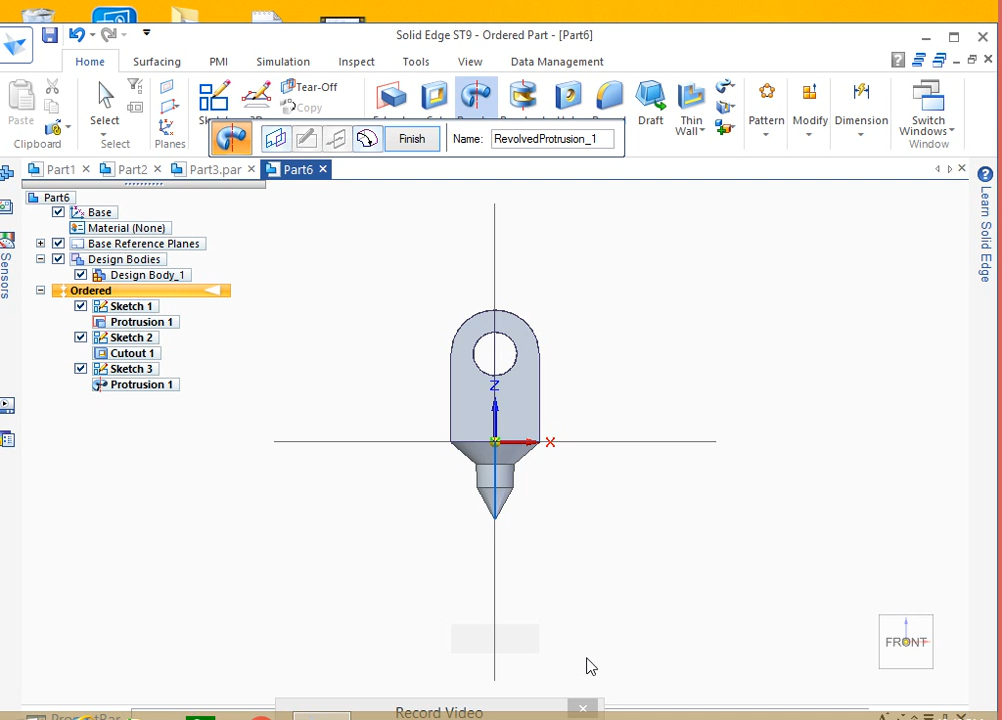 Solid Edge ST9 - Ordered Part - [Part6]
Home Surfacing PMI Simulation Inspect Tools View Data Management
Tear-Off
Copy
Paste
Select
Draft
Thin
Wall
Pattern
Modify
Dimension
Switch
Windows
Clipboard
Select
Planes
Window
Finish
Name: RevolvedProtrusion_1
Part1
Part2
Part3.par
Part6
Part6
Base
Material (None)
Base Reference Planes
Design Bodies
Design Body_1
Ordered
Sketch 1
Protrusion 1
Sketch 2
Cutout 1
Sketch 3
Protrusion 1
Sensors
Learn Solid Edge
Z
X
FRONT
Record Video